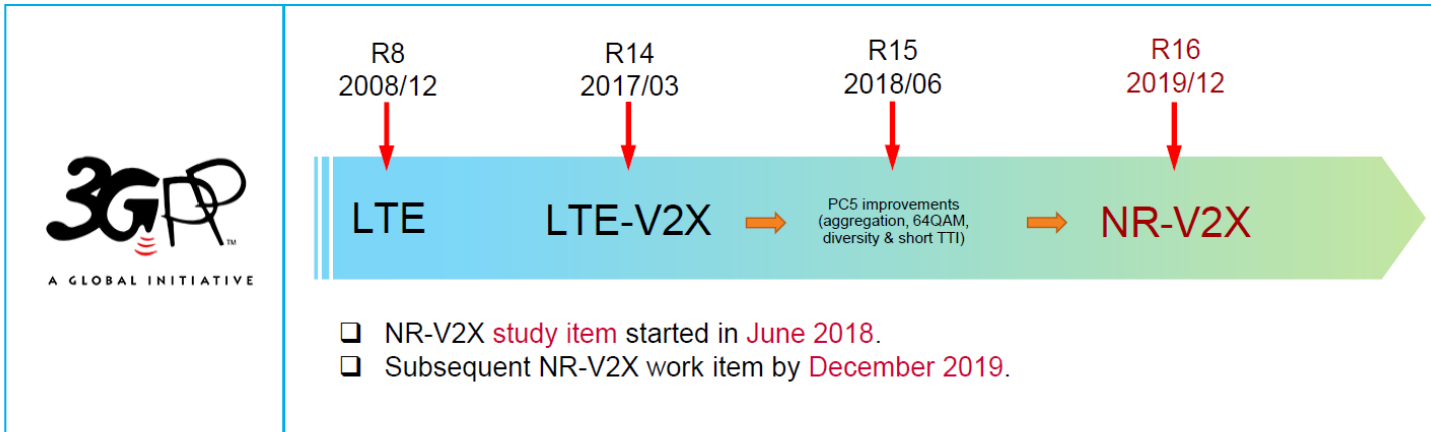 3GPP
TM
A GLOBAL INITIATIVE
R8
2008/12
R14
2017/03
R15
2018/06
R16
2019/12
LTE
LTE-V2X
PC5 improvements
(aggregation, 64QAM,
diversity & short TTI)
NR-V2X
NR-V2X study item started in June 2018.
Subsequent NR-V2X work item by December 2019.